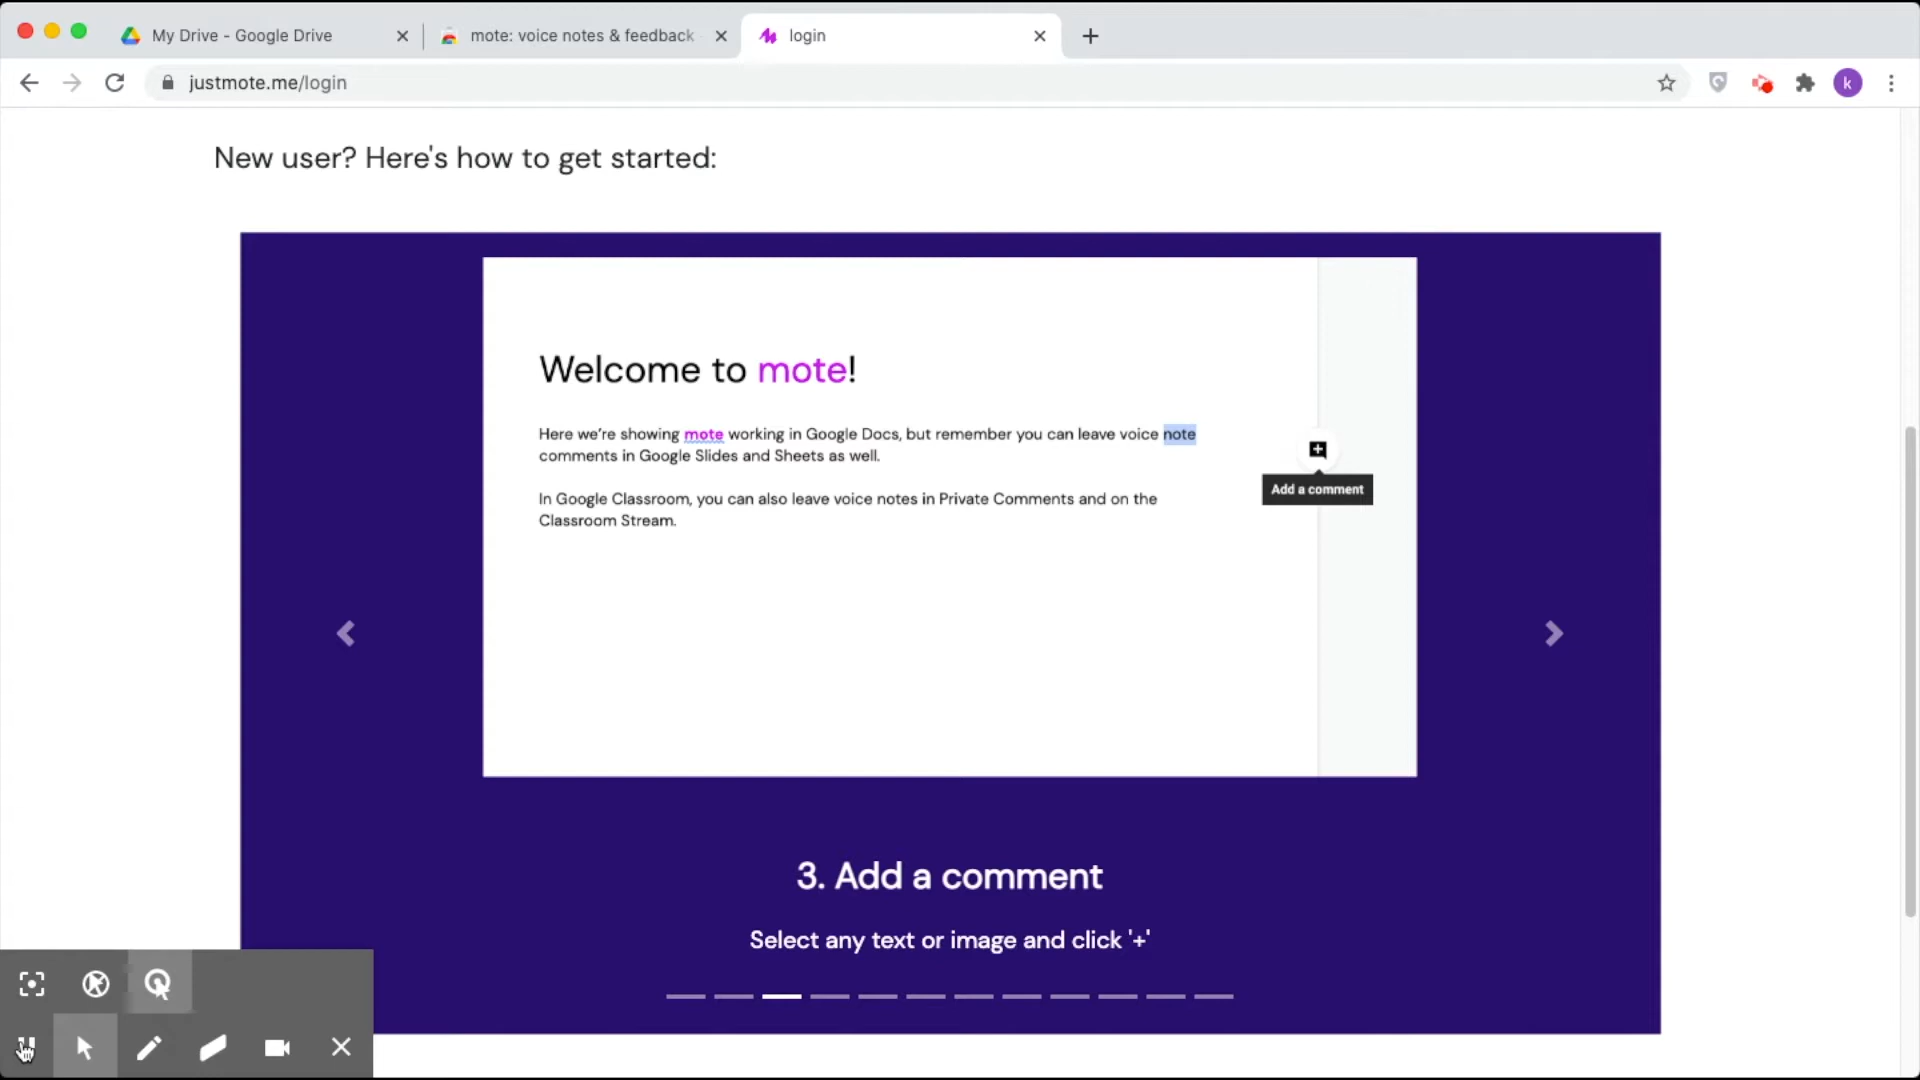 My Drive - Google Drive
mote: voice notes & feedback
login
justmote.me/login
k
New user? Here's how to get started:
Welcome to mote!
Here we're showing mote working in Google Docs, but remember you can leave voice note
comments in Google Slides and Sheets as well.
Add a comment
In Google Classroom, you can also leave voice notes in Private Comments and on the
Classroom Stream.
3. Add a comment
Select any text or image and click '+'